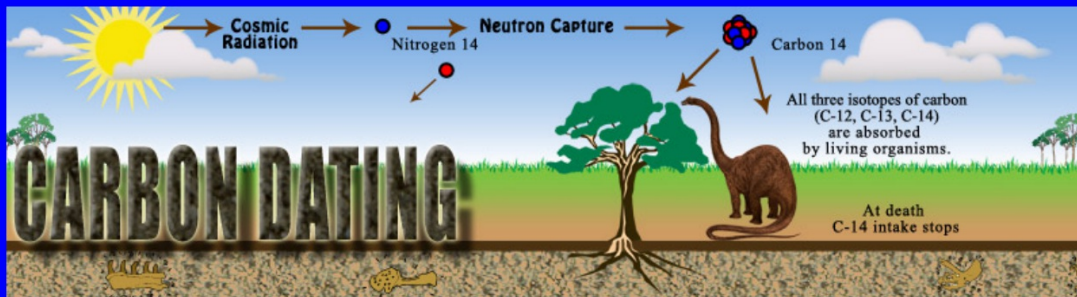 Cosmic
Radiation
Nitrogen 14
Neutron Capture
Carbon 14
All three isotopes of carbon
(C-12, C-13, C-14)
are absorbed
by living organisms.
CARBON DATING
At death
C-14 intake stops